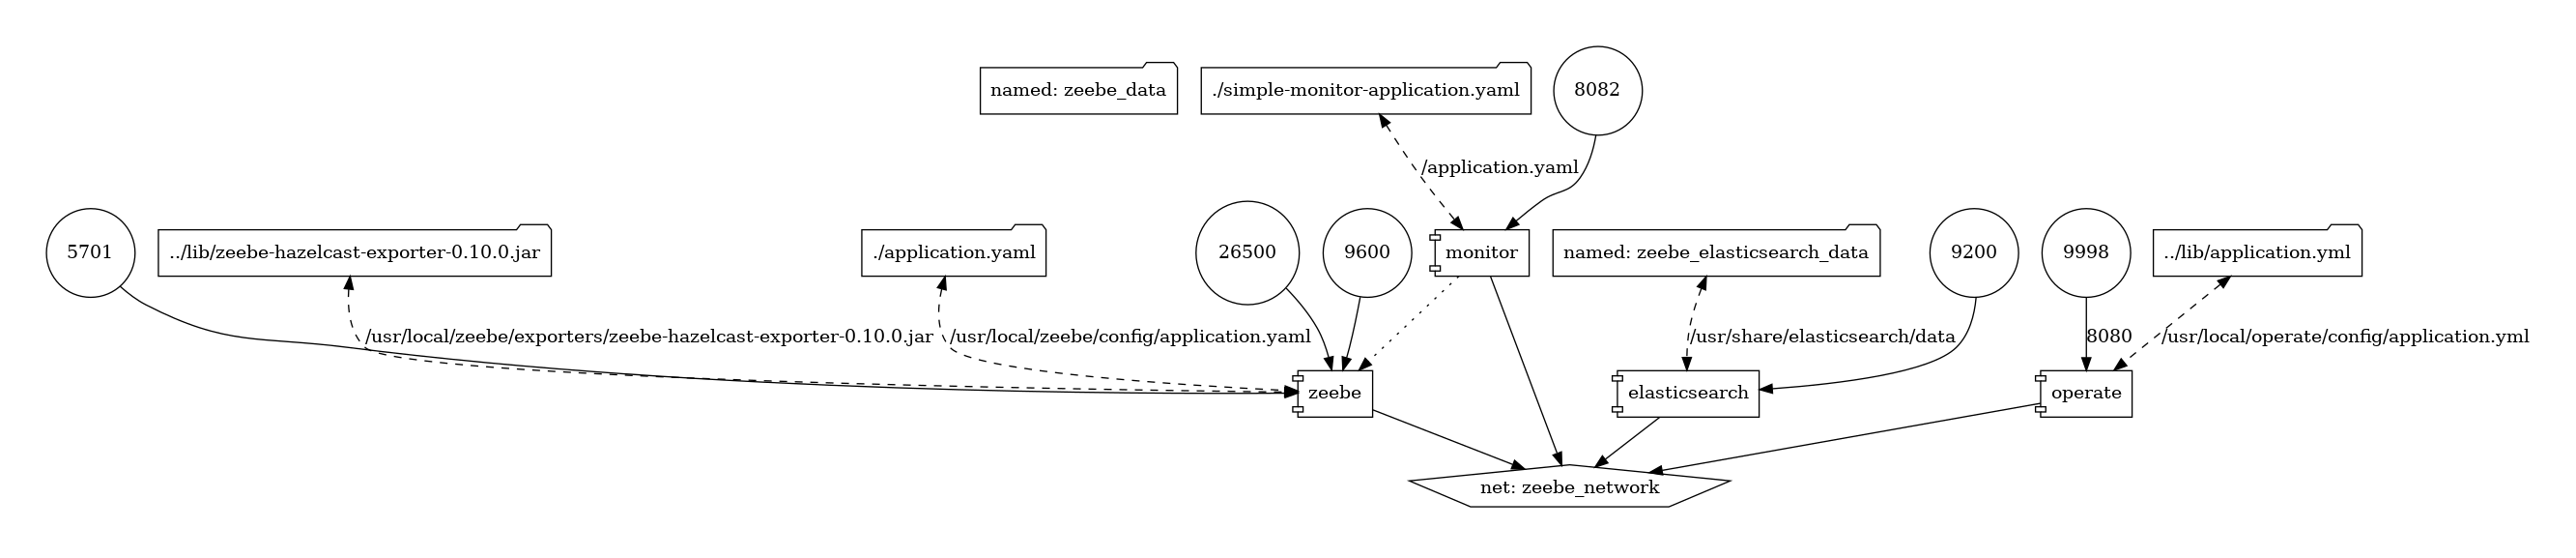 named: zeebe_data
./simple-monitor-application.yaml
8082
/application.yaml
5701
../lib/zeebe-hazelcast-exporter-0.10.0.jar
./application.yaml
26500
9600
monitor
named: zeebe_elasticsearch_data
9200
9998
../lib/application.yml
/usr/local/zeebe/exporters/zeebe-hazelcast-exporter-0.10.0.jar
/usr/local/zeebe/config/application.yaml
/usr/share/elasticsearch/data
8080
/usr/local/operate/config/application.yml
zeebe
elasticsearch
operate
net: zeebe_network